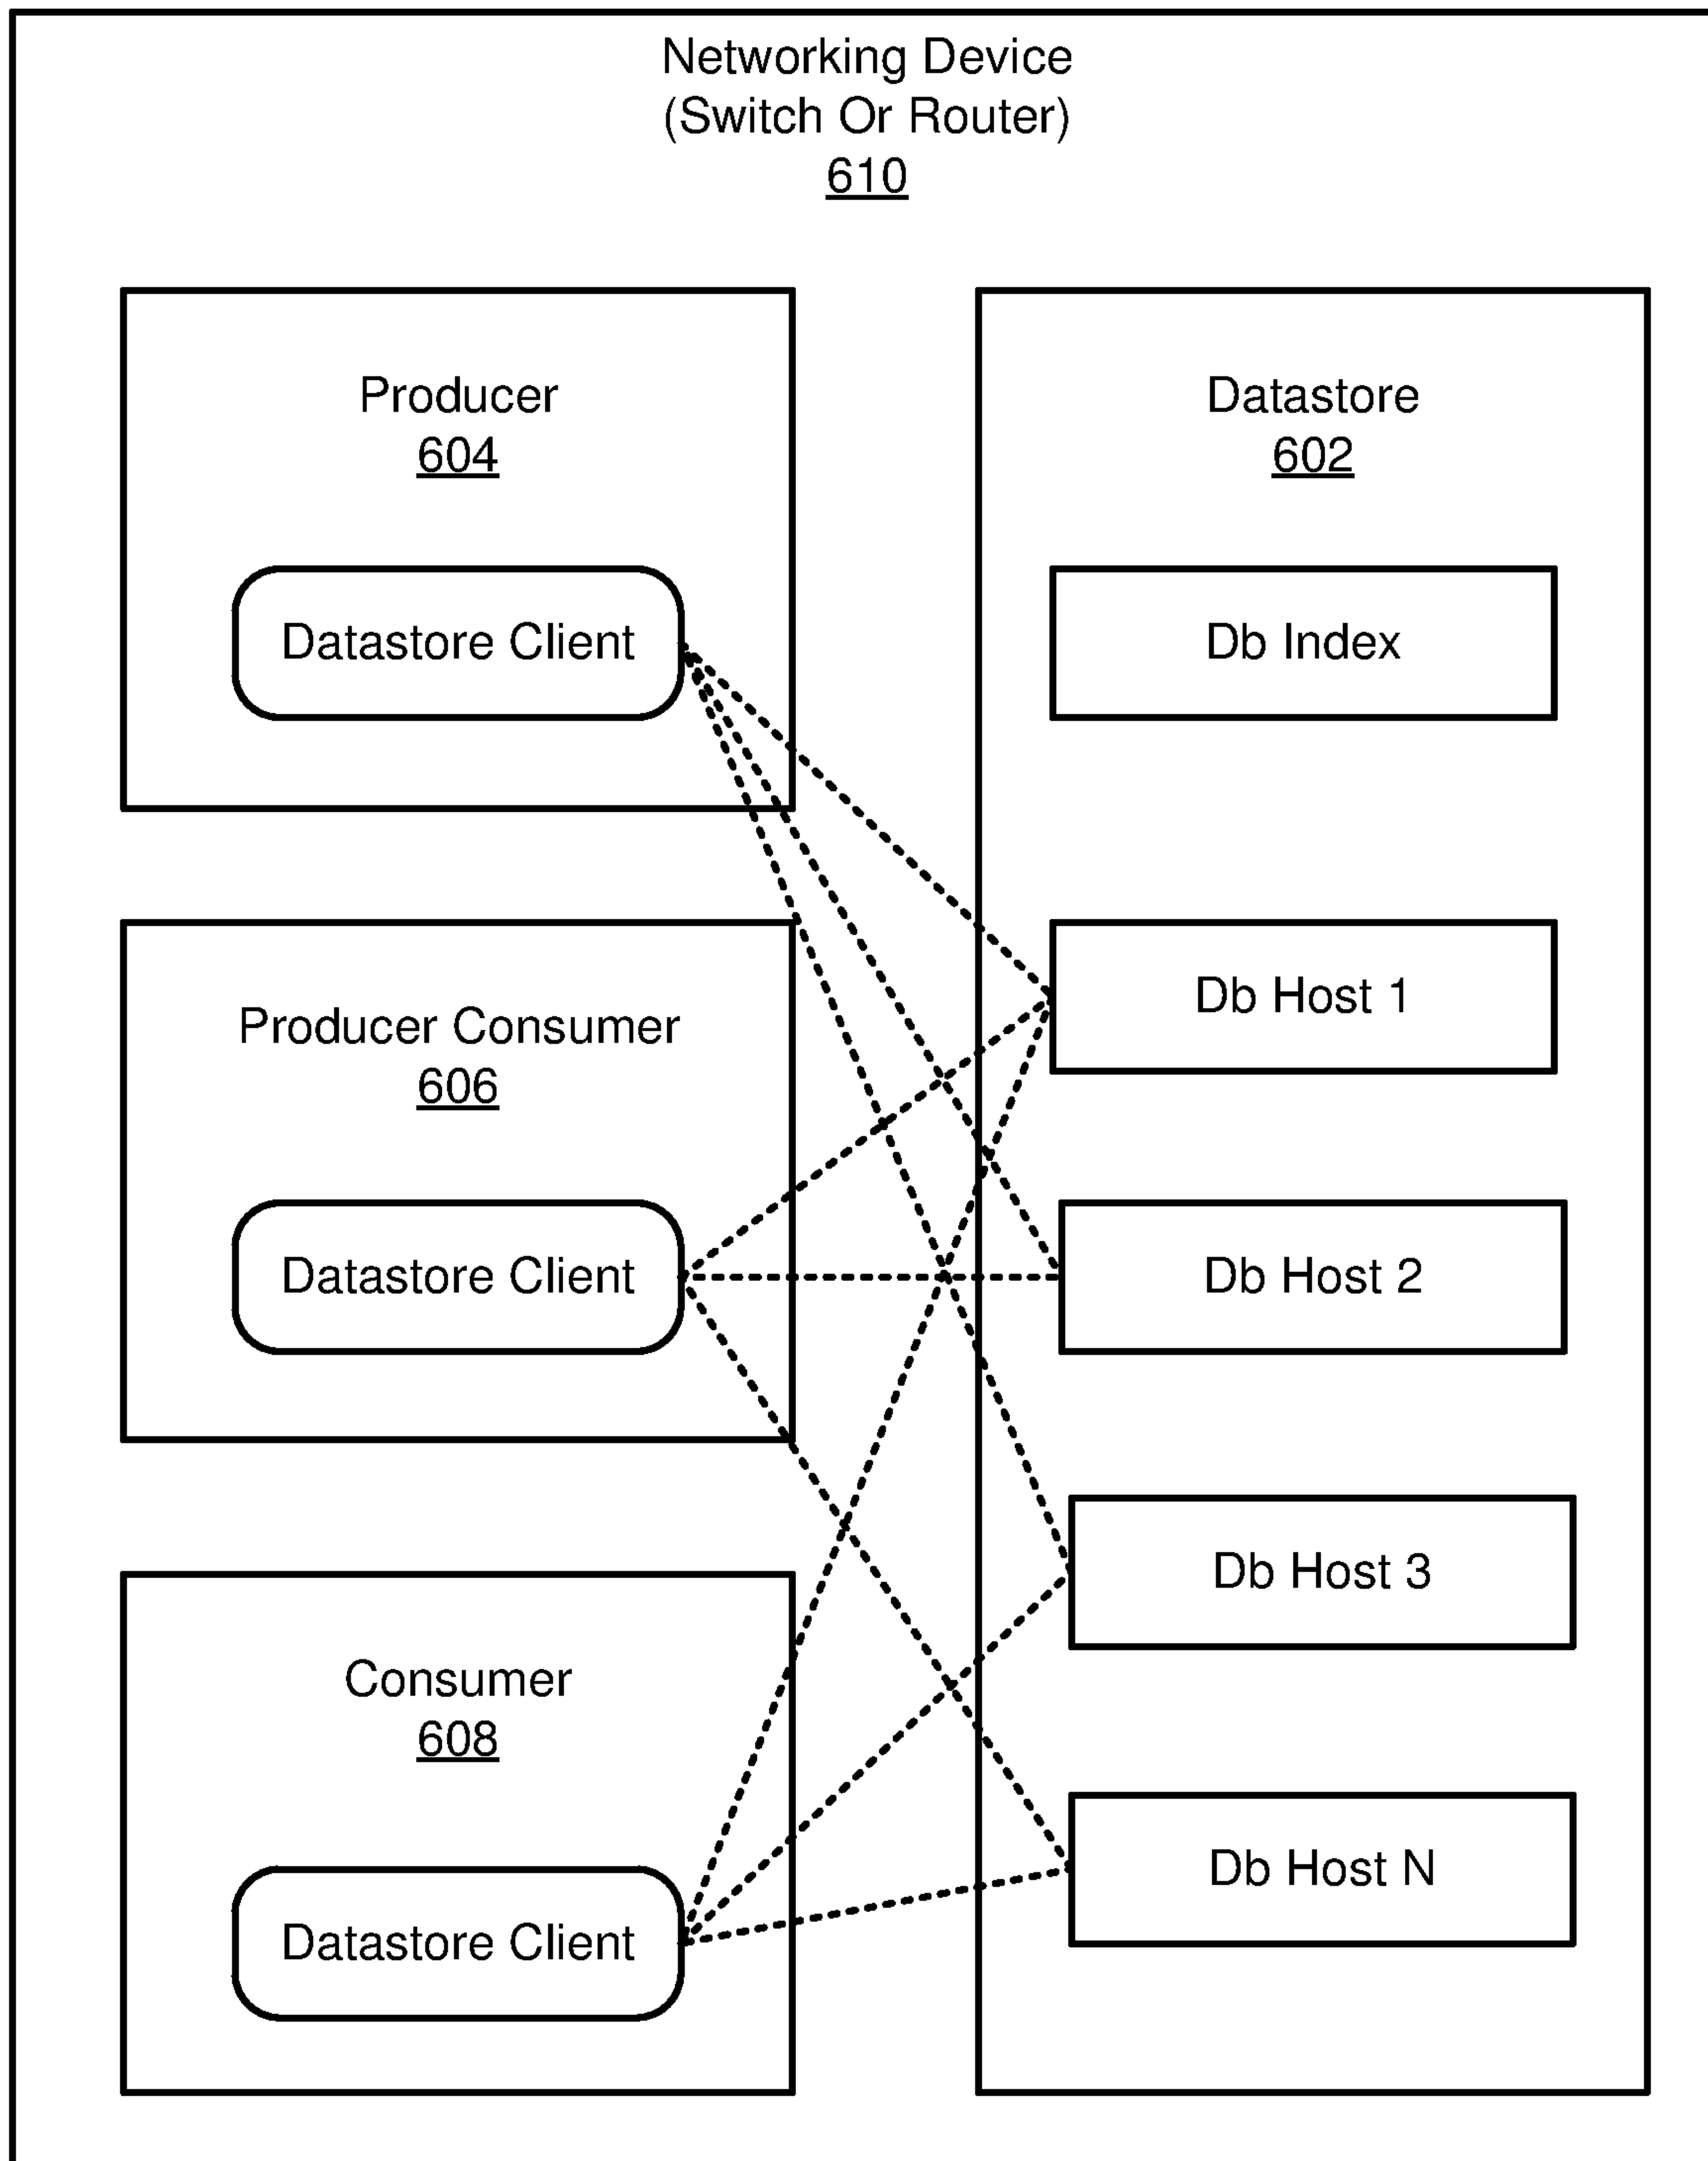 Networking Device
(Switch Or Router)
610
Producer
604
Datastore Client
Producer Consumer
606
Datastore Client
Consumer
608
Datastore Client
Datastore
602
Db Index
Db Host 1
Db Host 2
Db Host 3
Db Host N